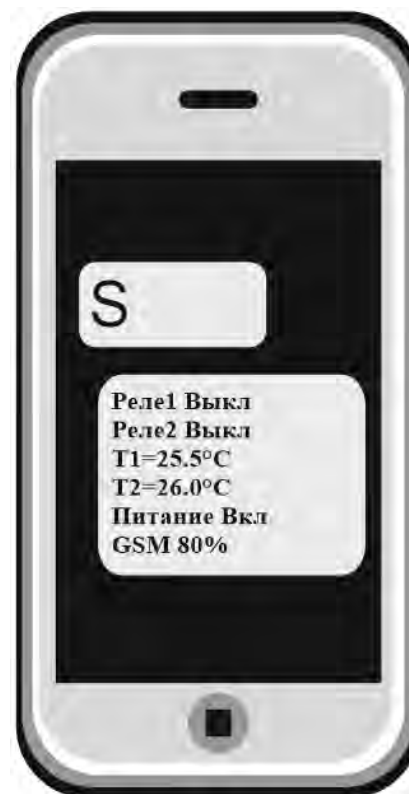 S
Реле1 Выкл
Реле2 Выкл
T1=25.5°C
T2=26.0°C
Питание Вкл
GSM 80%